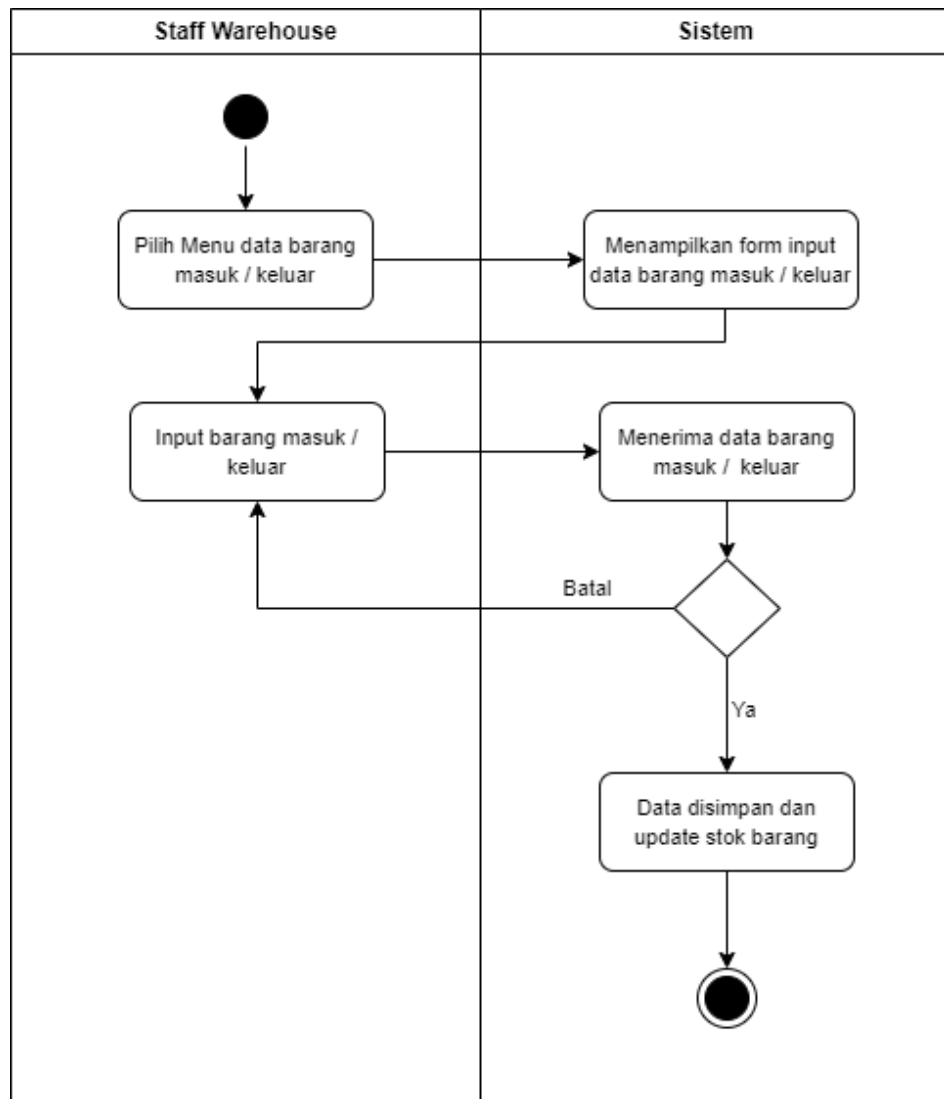 Staff Warehouse
Sistem
Pilih Menu data barang
masuk / keluar
Menampilkan form input
data barang masuk / keluar
Input barang masuk /
keluar
Menerima data barang
masuk / keluar
Batal
Ya
Data disimpan dan
update stok barang